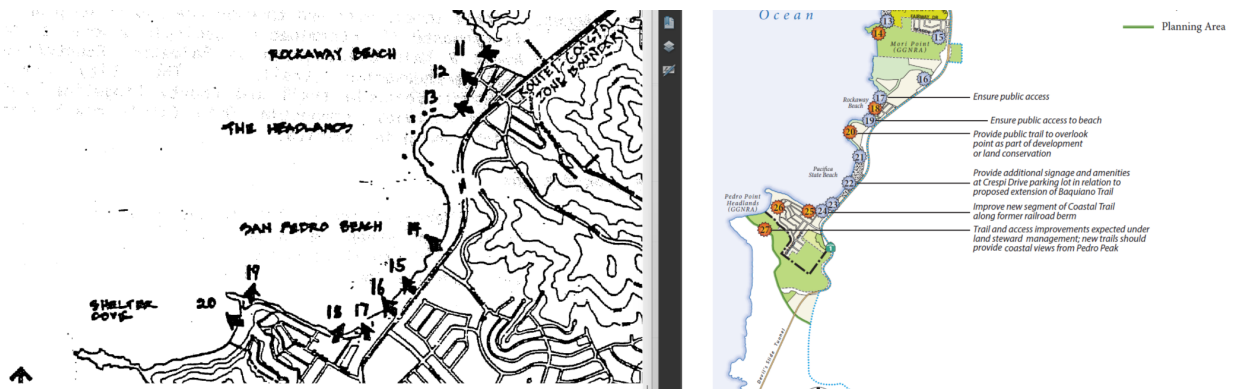 ROCKAWAY BEACH
11
12
13
THE HEADLANDS
OUTER COASTAL
ZONE BOUNDARY
SAN PEDRO BEACH
14
15
16
17
18
19
20
SHELTER
COVE
Ocean
13
14
15
Mori Point
(GGNRA)
16
Rockaway
Beach
17
18
19
20
21
Pacifica
State Beach
22
Pedro Point
Headlands
(GGNRA)
23
24
25
26
27
Devil's Slide Tunnel
Planning Area
Ensure public access
Ensure public access to beach
Provide public trail to overlook
point as part of development
or land conservation
Provide additional signage and amenities
at Crespi Drive parking lot in relation to
proposed extension of Baquiano Trail
Improve new segment of Coastal Trail
along former railroad berm
Trail and access improvements expected under
land steward management; new trails should
provide coastal views from Pedro Peak